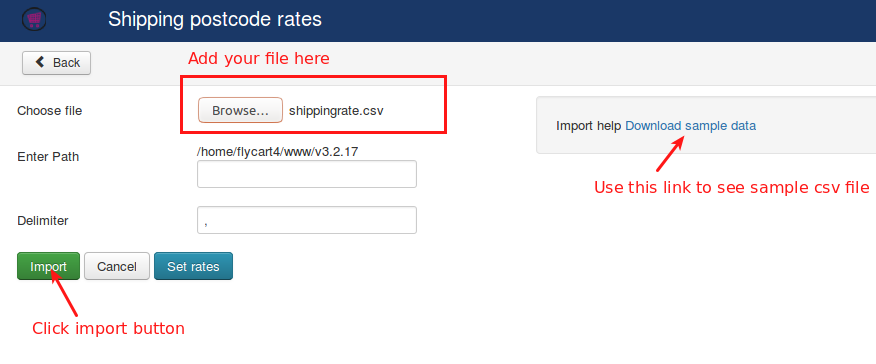 Shipping postcode rates
Back
Add your file here
Choose file
Browse...
shippingrate.csv
Import help Download sample data
Enter Path
/home/flycart4/www/v3.2.17
Use this link to see sample csv file
Delimiter
,
Import
Cancel
Set rates
Click import button